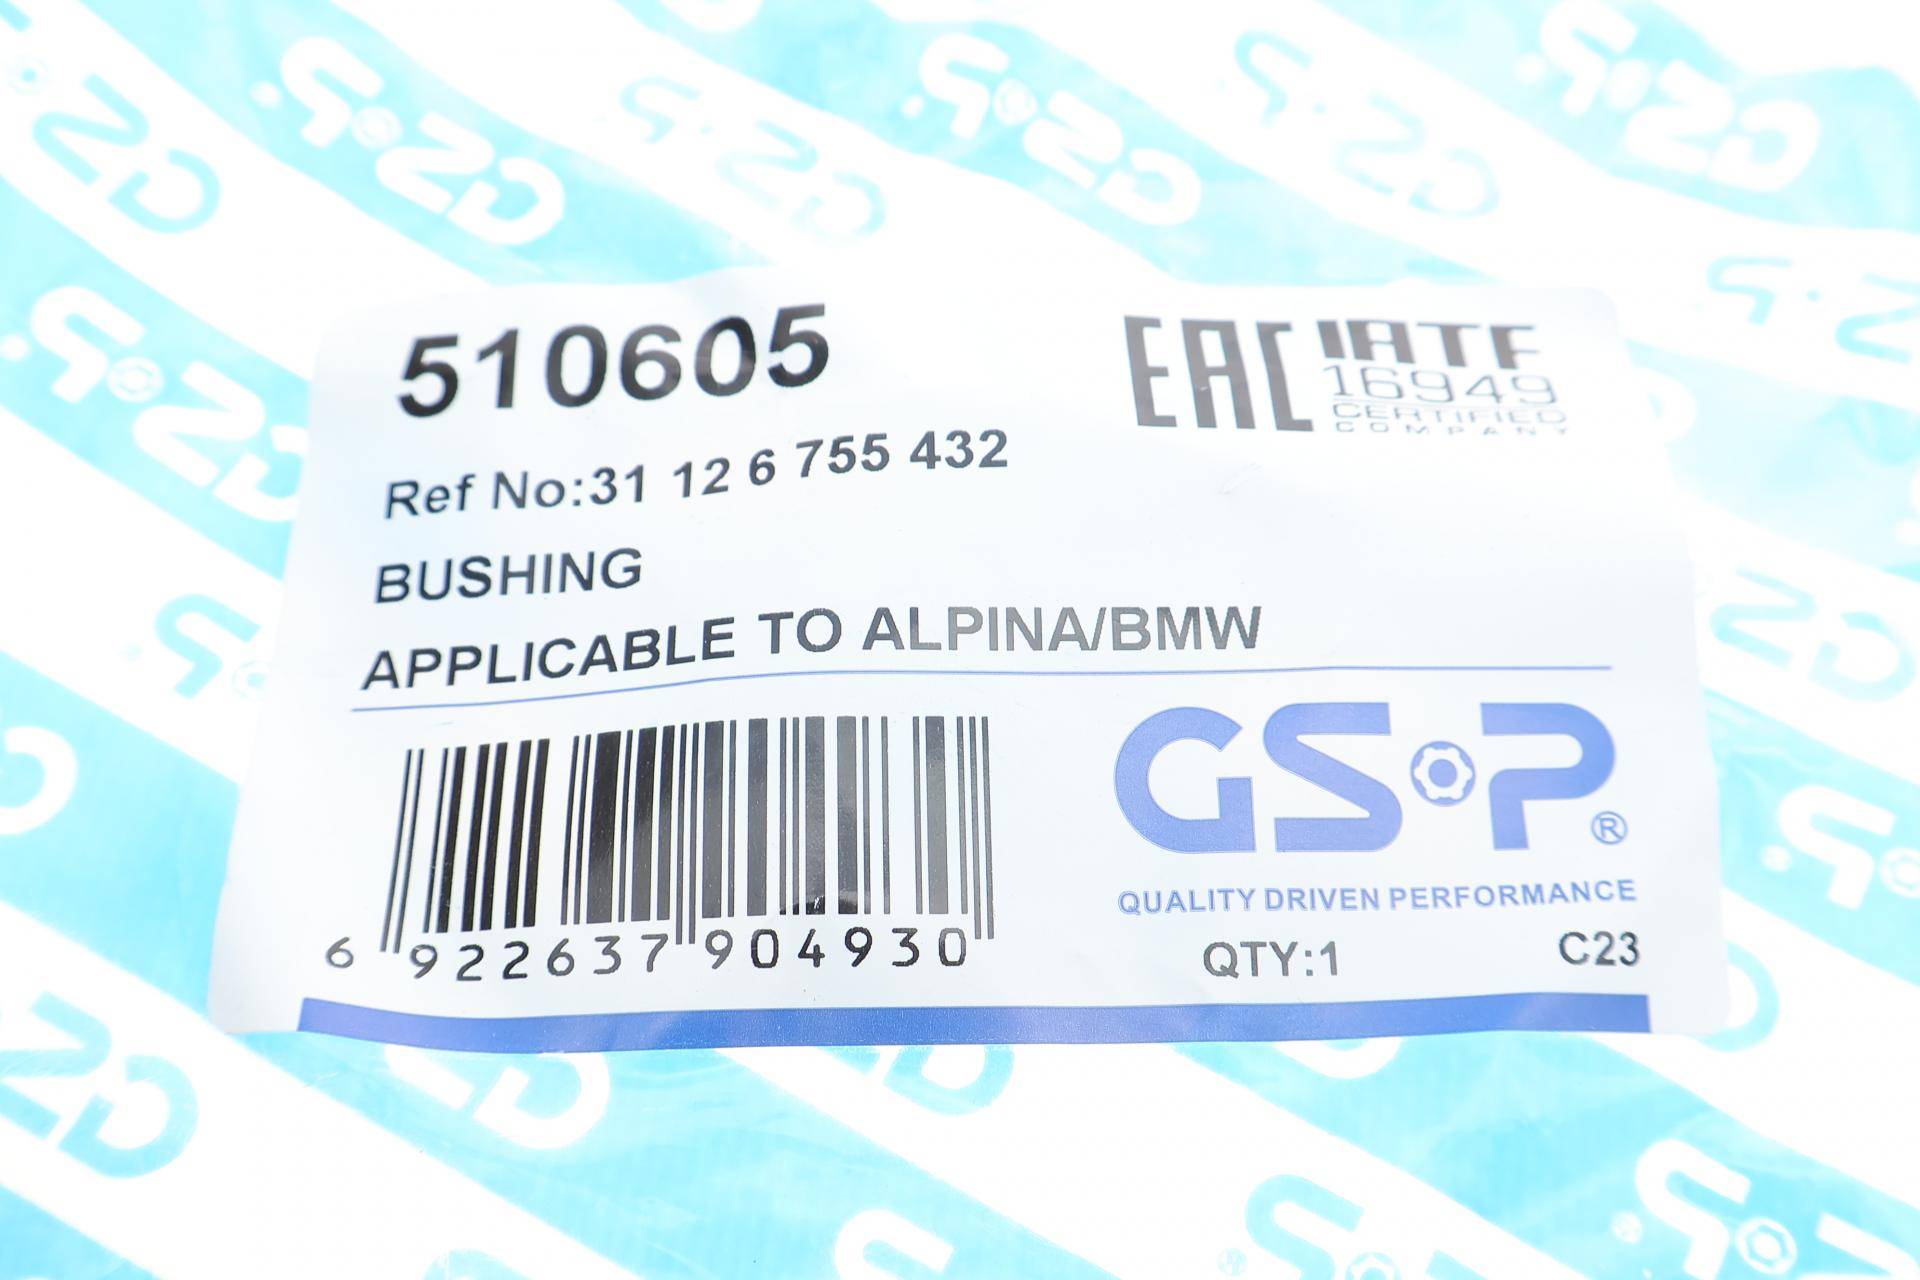 510605
EAC IATF
16949
CERTIFIED
COMPANY
Ref No:31 12 6 755 432
BUSHING
APPLICABLE TO ALPINA/BMW
GSP®
QUALITY DRIVEN PERFORMANCE
6 922637 904930
QTY:1 C23